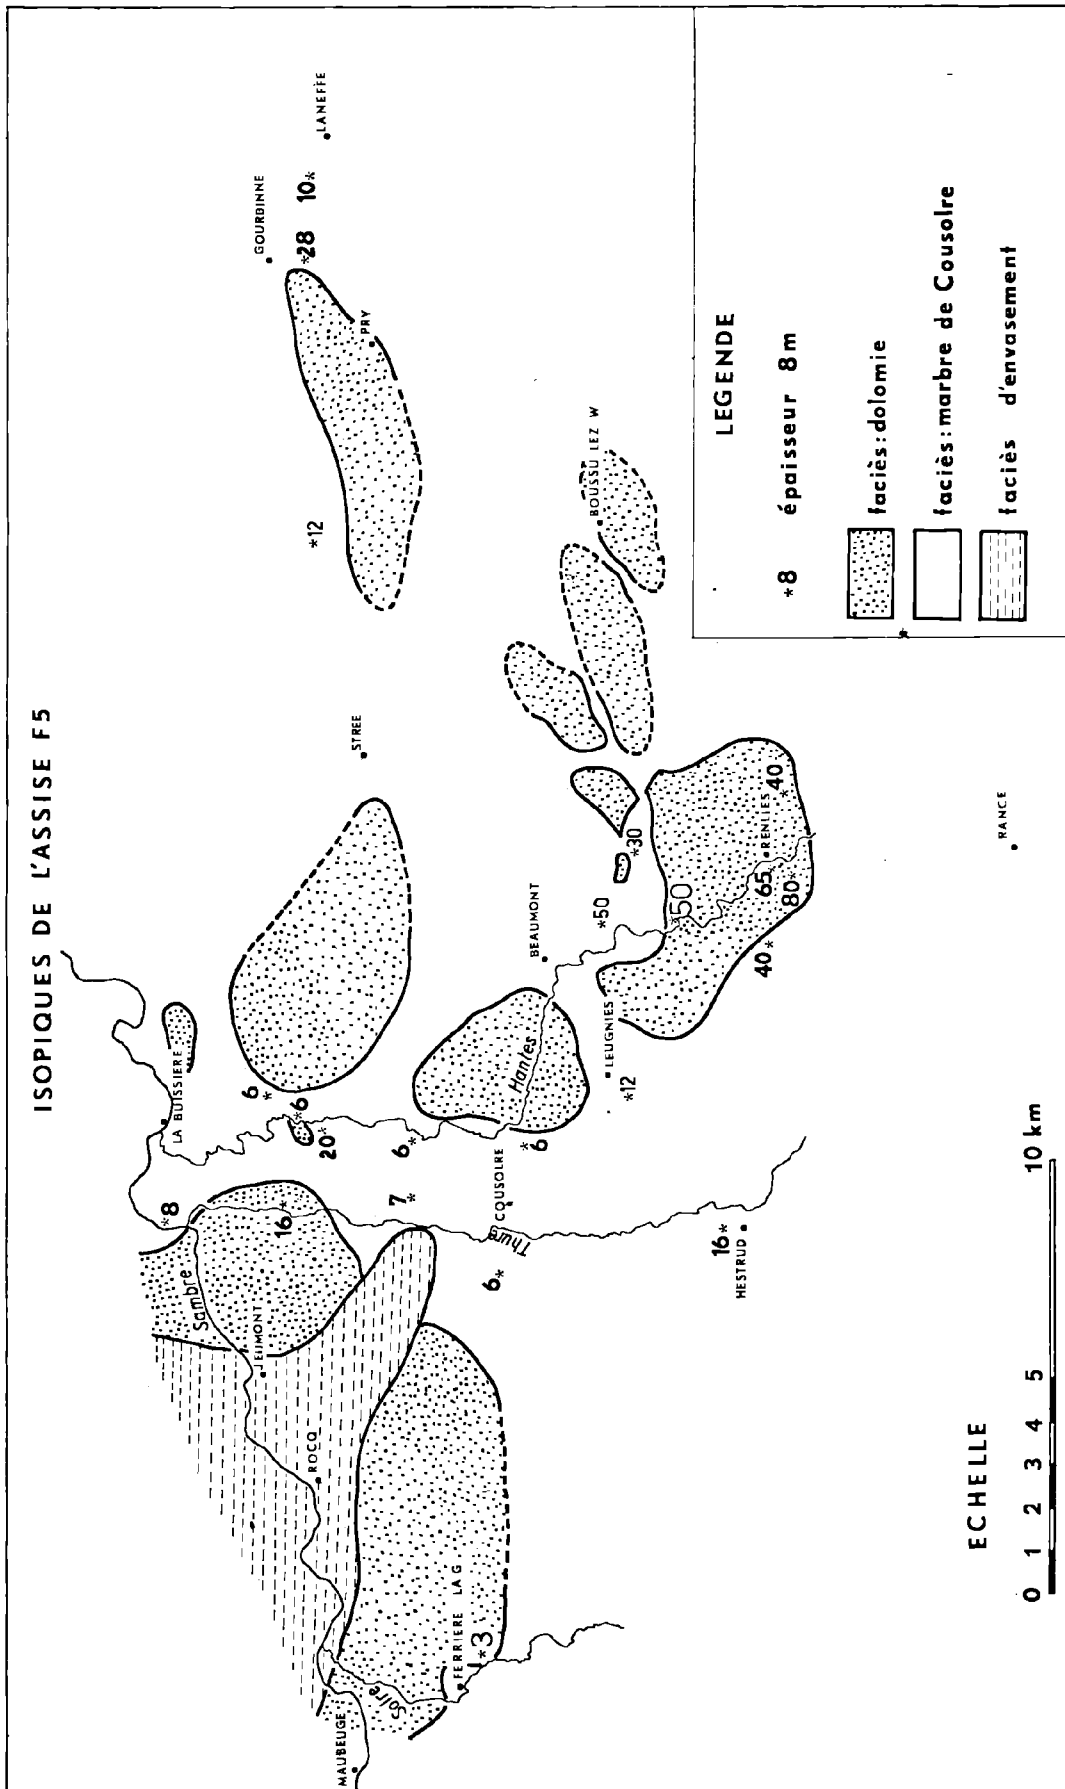 ISOPIQUES DE L'ASSISE F5
MAUBEUGE
Solre
FERRIERE LA G
*3
ROCQ
JEUMONT
Sambre
*8
16*
7*
LA BUISSIERE
6*
*6
20*
6*
*6
COUSOLRE
Thure
6*
HESTRUD
16*
Hantes
LEUGNIES
*12
BEAUMONT
*50
*50
*30
40*
65*
80*
RENLIES
40*
RANCE
STREE
BOUSSU LEZ W
*12
PRY
GOURDINNE
*28
10*
LANEFFE
LEGENDE
*8 épaisseur 8m
faciès: dolomie
faciès: marbre de Cousolre
faciès d'envasement
ECHELLE
0 1 2 3 4 5 10 km